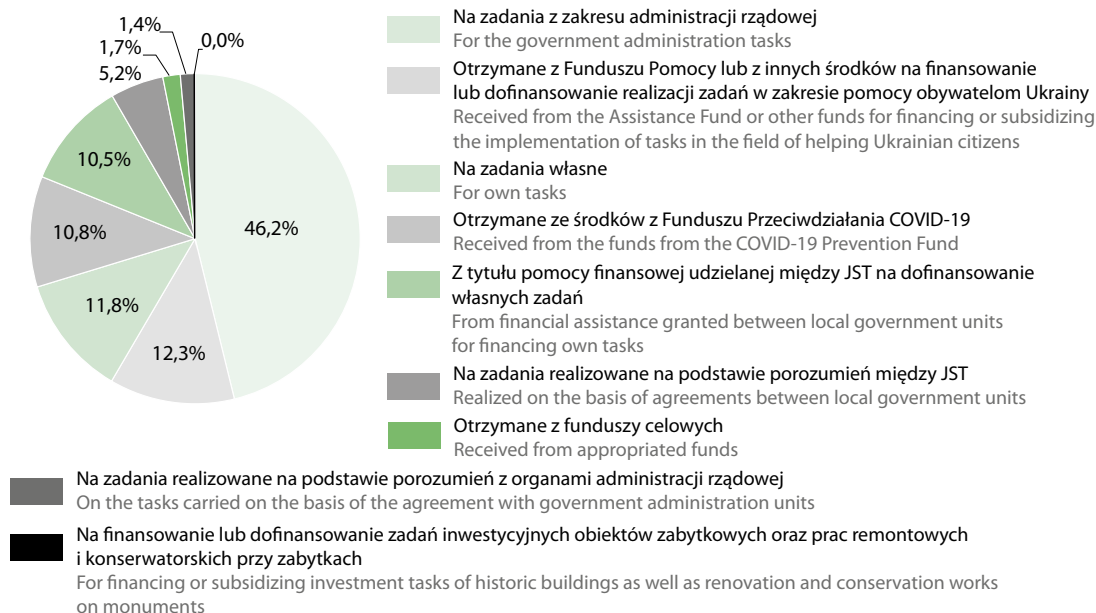 1,4%
0,0%
1,7%
5,2%
10,5%
46,2%
10,8%
11,8%
12,3%
Na zadania z zakresu administracji rządowej
For the government administration tasks
Otrzymane z Funduszu Pomocy lub z innych środków na finansowanie
lub dofinansowanie realizacji zadań w zakresie pomocy obywatelom Ukrainy
Received from the Assistance Fund or other funds for financing or subsidizing
the implementation of tasks in the field of helping Ukrainian citizens
Na zadania własne
For own tasks
Otrzymane ze środków z Funduszu Przeciwdziałania COVID-19
Received from the funds from the COVID-19 Prevention Fund
Z tytułu pomocy finansowej udzielanej między JST na dofinansowanie
własnych zadań
From financial assistance granted between local government units
for financing own tasks
Na zadania realizowane na podstawie porozumień między JST
Realized on the basis of agreements between local government units
Otrzymane z funduszy celowych
Received from appropriated funds
Na zadania realizowane na podstawie porozumień z organami administracji rządowej
On the tasks carried on the basis of the agreement with government administration units
Na finansowanie lub dofinansowanie zadań inwestycyjnych obiektów zabytkowych oraz prac remontowych
i konserwatorskich przy zabytkach
For financing or subsidizing investment tasks of historic buildings as well as renovation and conservation works
on monuments